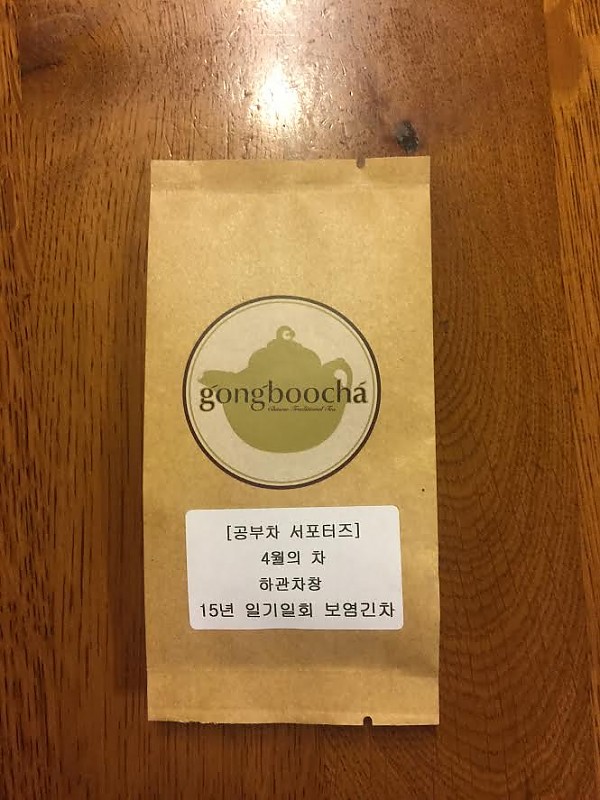 gongboochá
Chinese Traditional Tea
[공부차 서포터즈]
4월의 차
하관차창
15년 일기일회 보염긴차